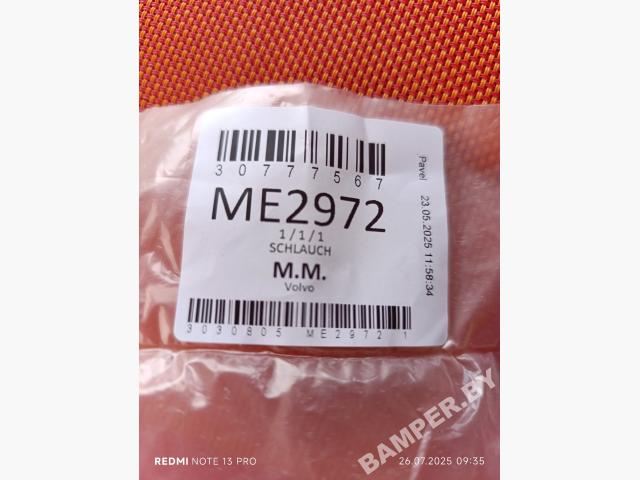 30777567
ME2972
1/1/1
SCHLAUCH
M.M.
Volvo
3030805 ME2972 1
Pavel 23.05.2025 11:58:34
BAMPER.BY
REDMI NOTE 13 PRO
26.07.2025 09:35